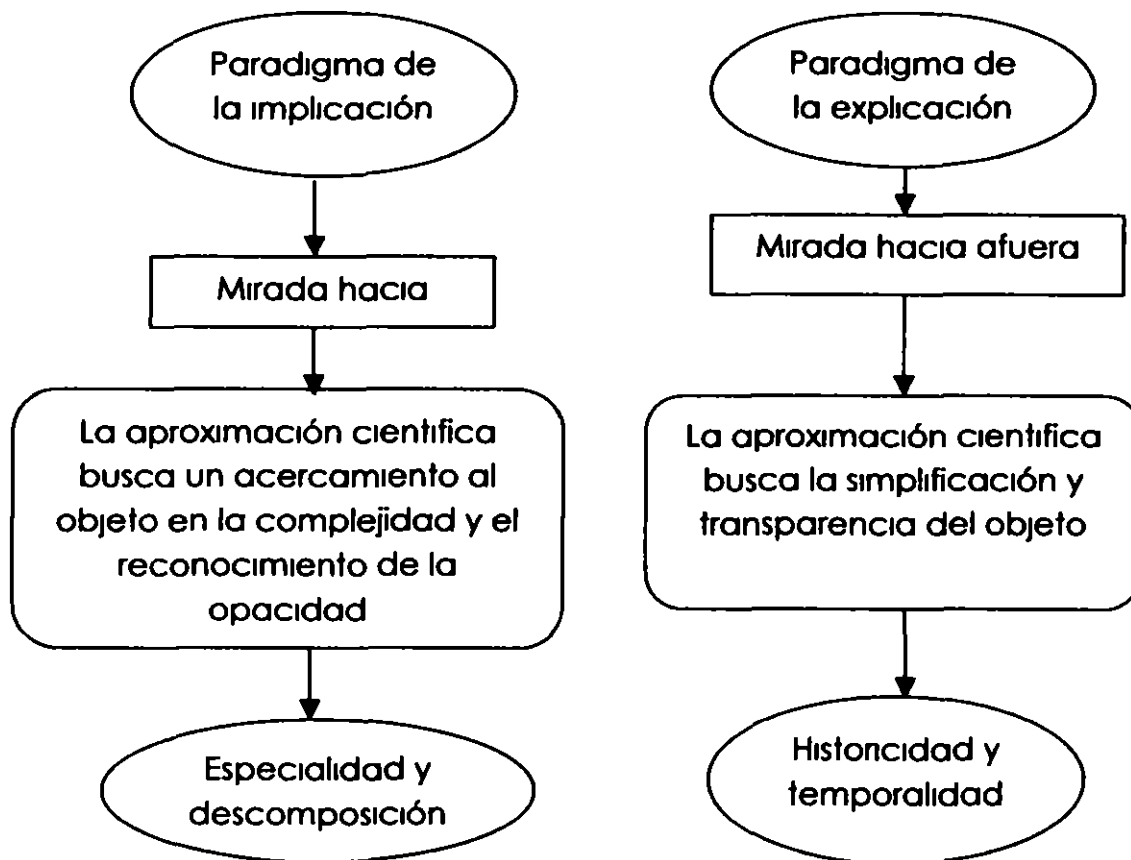 Paradigma de
la implicación
Mirada hacia
La aproximación científica
busca un acercamiento al
objeto en la complejidad y el
reconocimiento de la
opacidad
Especialidad y
descomposición
Paradigma de
la explicación
Mirada hacia afuera
La aproximación científica
busca la simplificación y
transparencia del objeto
Historicidad y
temporalidad